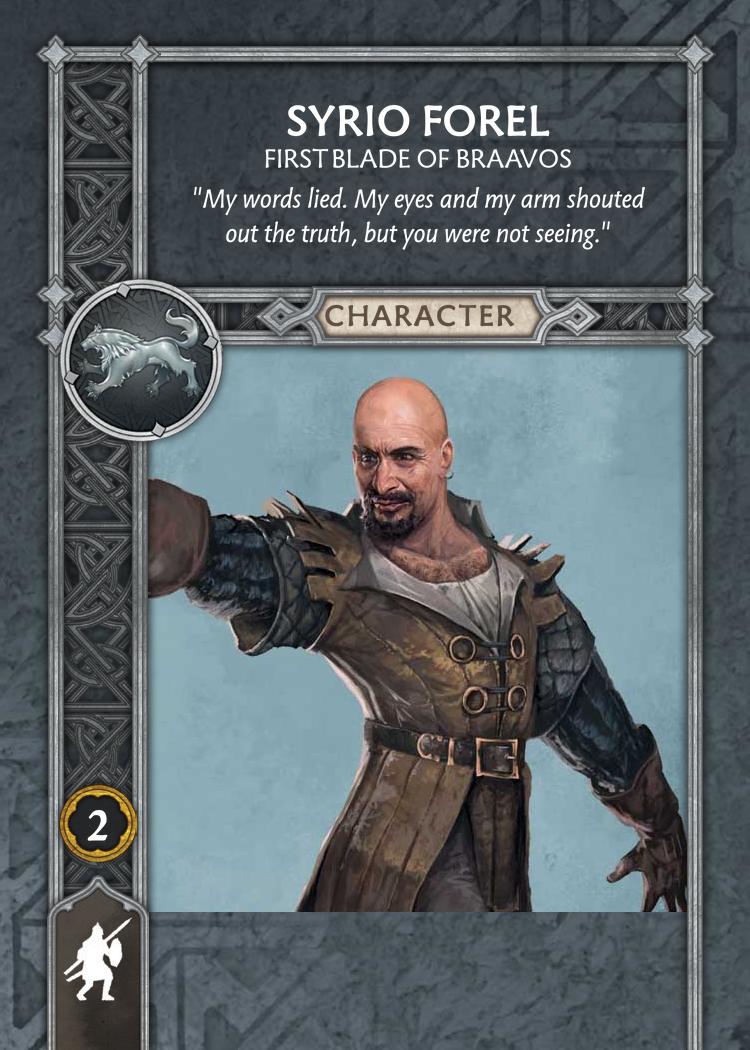 SYRIO FOREL
FIRST BLADE OF BRAAVOS
"My words lied. My eyes and my arm shouted
out the truth, but you were not seeing."
CHARACTER
2